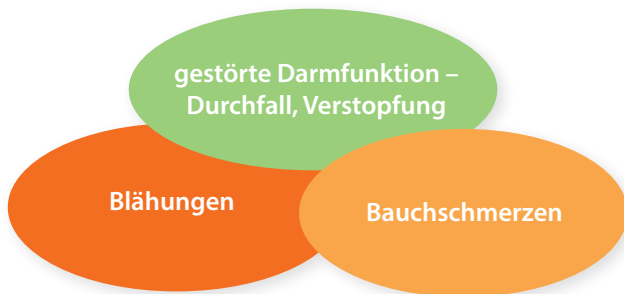 gestörte Darmfunktion –
Durchfall, Verstopfung
Blähungen
Bauchschmerzen